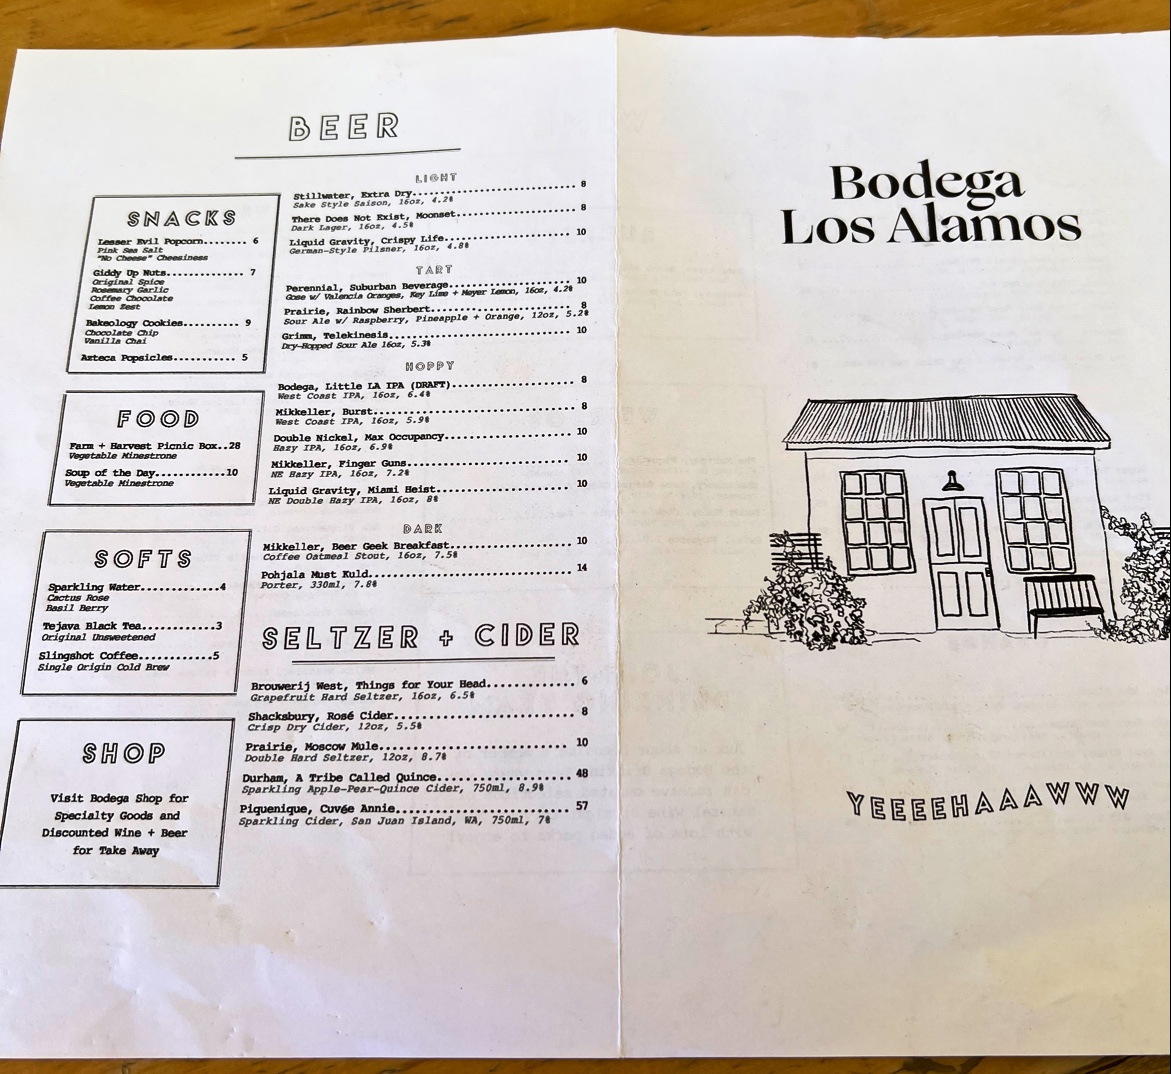 BEER
SNACKS
Lesser Evil Popcorn........ 6
Pink Sea Salt
"No Cheese" Cheesiness
Giddy Up Nuts............... 7
Original Spice
Rosemary Garlic
Coffee Chocolate
Lemon Zest
Bakeology Cookies........... 9
Chocolate Chip
Vanilla Chai
Azteca Popsicles............ 5
FOOD
Farm + Harvest Picnic Box..28
Vegetable Minestrone
Soup of the Day............10
Vegetable Minestrone
SOFTS
Sparkling Water............4
Cactus Rose
Basil Berry
Tejava Black Tea...........3
Original Unsweetened
Slingshot Coffee...........5
Single Origin Cold Brew
SHOP
Visit Bodega Shop for
Specialty Goods and
Discounted Wine + Beer
for Take Away
LIGHT
Stillwater, Extra Dry........................ 8
Sake Style Saison, 16oz, 4.2%
There Does Not Exist, Moonset................ 8
Dark Lager, 16oz, 4.5%
Liquid Gravity, Crispy Life.................. 10
German-Style Pilsner, 16oz, 4.8%
TART
Perennial, Suburban Beverage................. 10
Gose w/ Valencia Oranges, Key Lime + Meyer Lemon, 16oz, 4.2%
Prairie, Rainbow Sherbert.................... 8
Sour Ale w/ Raspberry, Pineapple + Orange, 12oz, 5.2%
Grimm, Telekinesis........................... 10
Dry-Hopped Sour Ale 16oz, 5.3%
HOPPY
Bodega, Little LA IPA (DRAFT)................ 8
West Coast IPA, 16oz, 6.4%
Mikkeller, Burst............................. 8
West Coast IPA, 16oz, 5.9%
Double Nickel, Max Occupancy................. 10
Hazy IPA, 16oz, 6.9%
Mikkeller, Finger Guns....................... 10
NE Hazy IPA, 16oz, 7.2%
Liquid Gravity, Miami Heist.................. 10
NE Double Hazy IPA, 16oz, 8%
DARK
Mikkeller, Beer Geek Breakfast............... 10
Coffee Oatmeal Stout, 16oz, 7.5%
Pohjala Must Kuld............................ 14
Porter, 330ml, 7.8%
SELTZER + CIDER
Brouwerij West, Things for Your Head............ 6
Grapefruit Hard Seltzer, 16oz, 6.5%
Shacksbury, Rosé Cider.......................... 8
Crisp Dry Cider, 12oz, 5.5%
Prairie, Moscow Mule............................ 10
Double Hard Seltzer, 12oz, 8.7%
Durham, A Tribe Called Quince................... 48
Sparkling Apple-Pear-Quince Cider, 750ml, 8.9%
Piquenique, Cuvée Annie......................... 57
Sparkling Cider, San Juan Island, WA, 750ml, 7%
Bodega
Los Alamos
YEEEEHAAAWWW